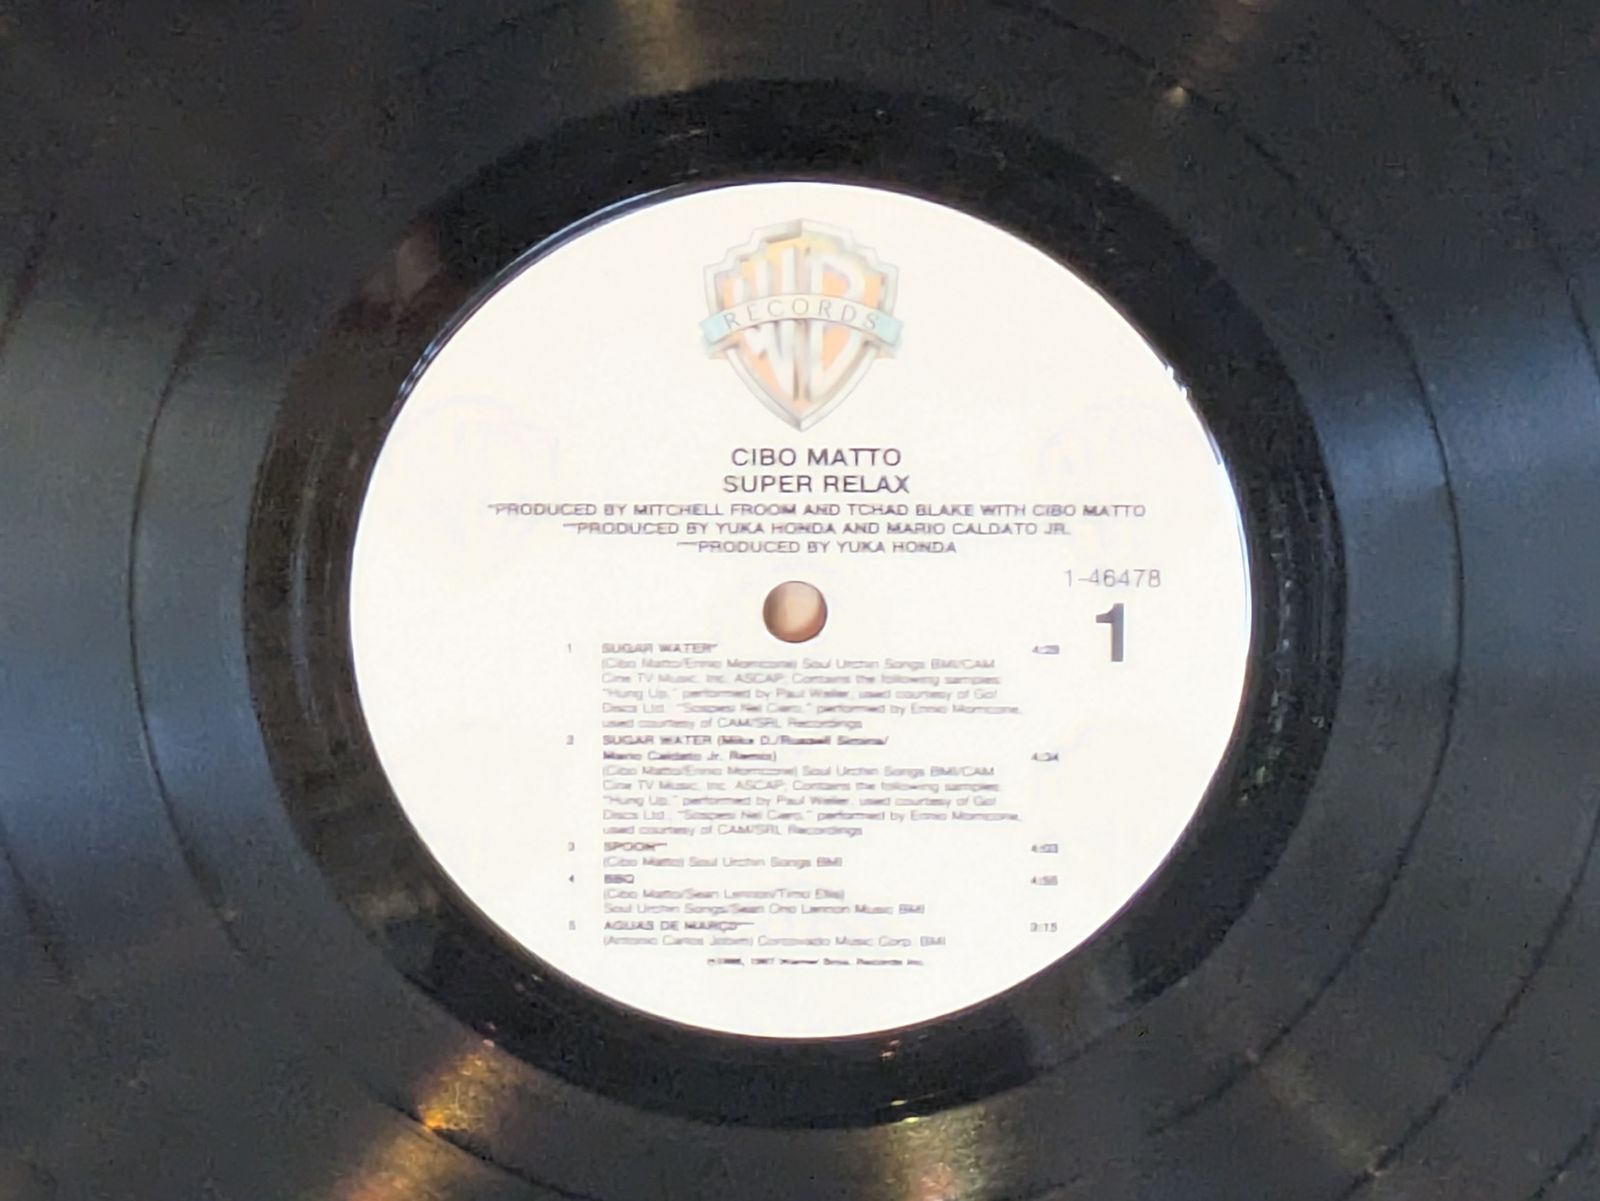 WB
RECORDS
CIBO MATTO
SUPER RELAX
*PRODUCED BY MITCHELL FROOM AND TCHAD BLAKE WITH CIBO MATTO
**PRODUCED BY YUKA HONDA AND MARIO CALDATO JR.
***PRODUCED BY YUKA HONDA
1-46478
1
1 SUGAR WATER* 4:29
(Cibo Matto/Ennio Morricone) Soul Urchin Songs BMI/CAM
Cine TV Music, Inc. ASCAP; Contains the following samples:
"Hung Up," performed by Paul Weller, used courtesy of Go!
Discs Ltd.; "Sospesi Nel Cielo," performed by Ennio Morricone,
used courtesy of CAM/SRL Recordings
2 SUGAR WATER (Mike D./Russell Simins/
Mario Caldato Jr. Remix) 4:34
(Cibo Matto/Ennio Morricone) Soul Urchin Songs BMI/CAM
Cine TV Music, Inc. ASCAP; Contains the following samples:
"Hung Up," performed by Paul Weller, used courtesy of Go!
Discs Ltd.; "Sospesi Nel Cielo," performed by Ennio Morricone,
used courtesy of CAM/SRL Recordings
3 SPOON**
(Cibo Matto) Soul Urchin Songs BMI
4 BBQ
(Cibo Matto/Sean Lennon/Timo Ellis)
Soul Urchin Songs/Sean Ono Lennon Music BMI
5 AGUAS DE MARÇO*** 3:15
(Antonio Carlos Jobim) Corcovado Music Corp. BMI
1997 Warner Bros. Records Inc.